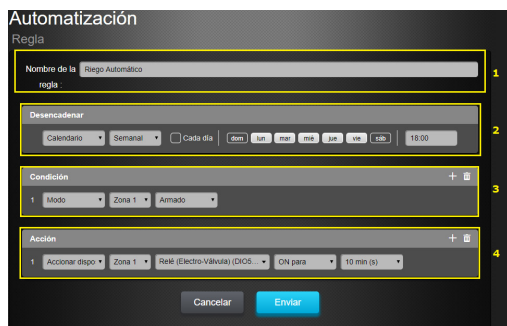 Automatización
Regla
Nombre de la regla : Riego Automático
1
Desencadenar
Calendario Semanal Cada día dom lun mar mié jue vie sáb 18:00
2
Condición
1 Modo Zona 1 Armado
3
Acción
1 Accionar dispo Zona 1 Relé (Electro-Válvula) (DIO5... ON para 10 min (s)
4
Cancelar Enviar